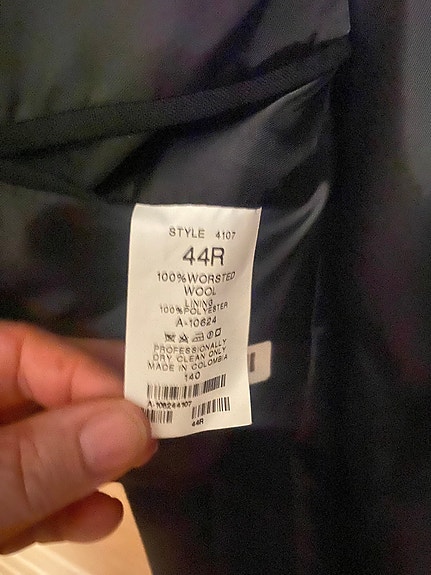 STYLE 4107
44R
100% WORSTED
WOOL
LINING
100% POLYESTER
A-10624
PROFESSIONALLY
DRY CLEAN ONLY
MADE IN COLOMBIA
140
A-106244107
44R